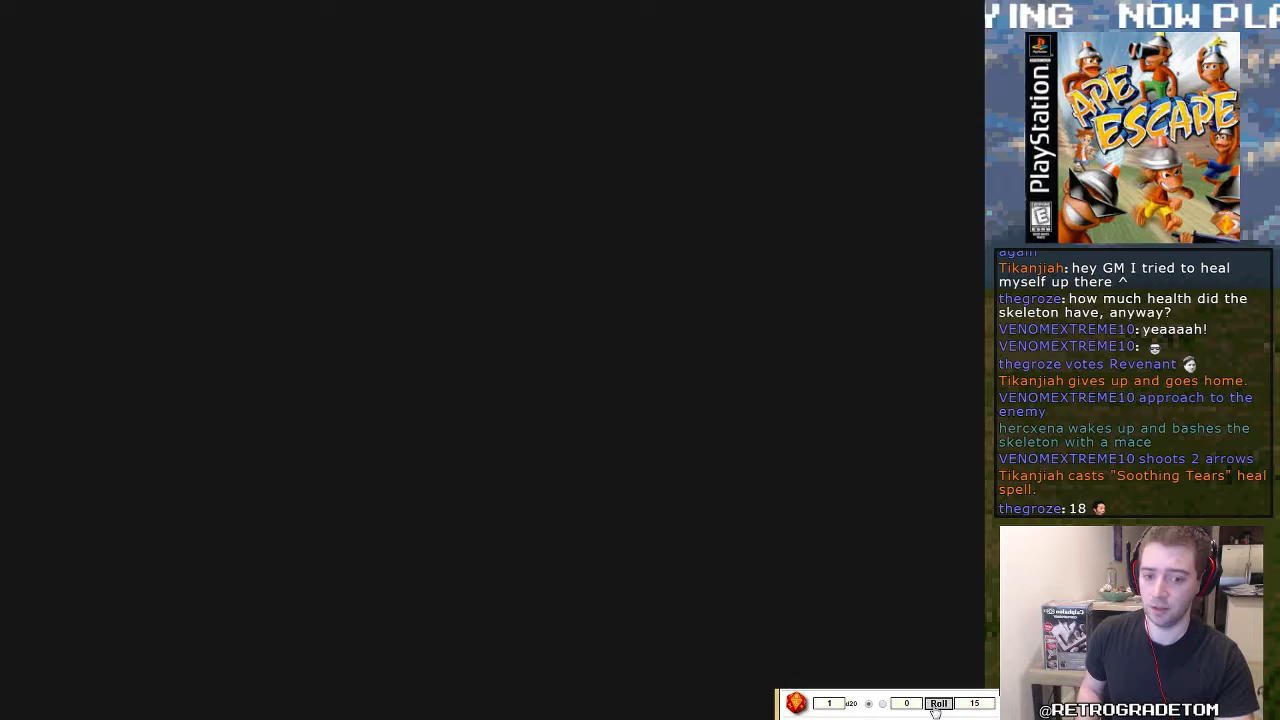 YING NOW PLA
PlayStation
APE
ESCAPE
E
again
Tikanjiah: hey GM I tried to heal
myself up there ^
thegroze: how much health did the
skeleton have, anyway?
VENOMEXTREME10: yeaaaah!
VENOMEXTREME10:
thegroze votes Revenant
Tikanjiah gives up and goes home.
VENOMEXTREME10 approach to the
enemy
hercxena wakes up and bashes the
skeleton with a mace
VENOMEXTREME10 shoots 2 arrows
Tikanjiah casts "Soothing Tears" heal
spell.
thegroze: 18
Calphalon
1 d20 0 Roll 15
@RETROGRADETOM